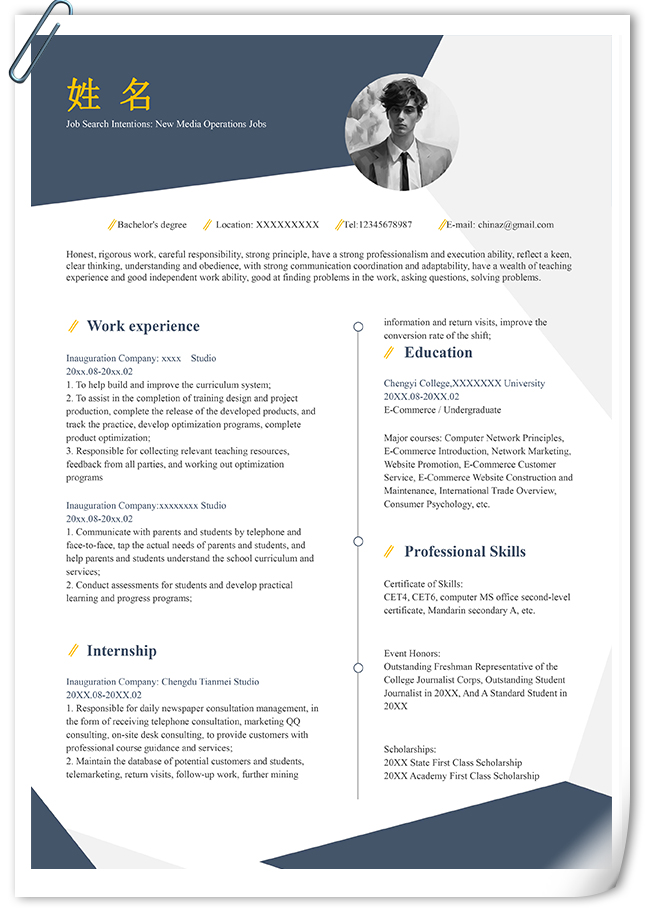 姓 名
Job Search Intentions: New Media Operations Jobs
Bachelor's degree Location: XXXXXXXXX Tel:12345678987 E-mail: chinaz@gmail.com
Honest, rigorous work, careful responsibility, strong principle, have a strong professionalism and execution ability, reflect a keen,
clear thinking, understanding and obedience, with strong communication coordination and adaptability, have a wealth of teaching
experience and good independent work ability, good at finding problems in the work, asking questions, solving problems.
Work experience
Inauguration Company: xxxx Studio
20xx.08-20xx.02
1. To help build and improve the curriculum system;
2. To assist in the completion of training design and project
production, complete the release of the developed products, and
track the practice, develop optimization programs, complete
product optimization;
3. Responsible for collecting relevant teaching resources,
feedback from all parties, and working out optimization
programs
Inauguration Company:xxxxxxxx Studio
20xx.08-20xx.02
1. Communicate with parents and students by telephone and
face-to-face, tap the actual needs of parents and students, and
help parents and students understand the school curriculum and
services;
2. Conduct assessments for students and develop practical
learning and progress programs;
Internship
Inauguration Company: Chengdu Tianmei Studio
20XX.08-20XX.02
1. Responsible for daily newspaper consultation management, in
the form of receiving telephone consultation, marketing QQ
consulting, on-site desk consulting, to provide customers with
professional course guidance and services;
2. Maintain the database of potential customers and students,
telemarketing, return visits, follow-up work, further mining
information and return visits, improve the
conversion rate of the shift;
Education
Chengyi College,XXXXXXX University
20XX.08-20XX.02
E-Commerce / Undergraduate
Major courses: Computer Network Principles,
E-Commerce Introduction, Network Marketing,
Website Promotion, E-Commerce Customer
Service, E-Commerce Website Construction and
Maintenance, International Trade Overview,
Consumer Psychology, etc.
Professional Skills
Certificate of Skills:
CET4, CET6, computer MS office second-level
certificate, Mandarin secondary A, etc.
Event Honors:
Outstanding Freshman Representative of the
College Journalist Corps, Outstanding Student
Journalist in 20XX, And A Standard Student in
20XX
Scholarships:
20XX State First Class Scholarship
20XX Academy First Class Scholarship